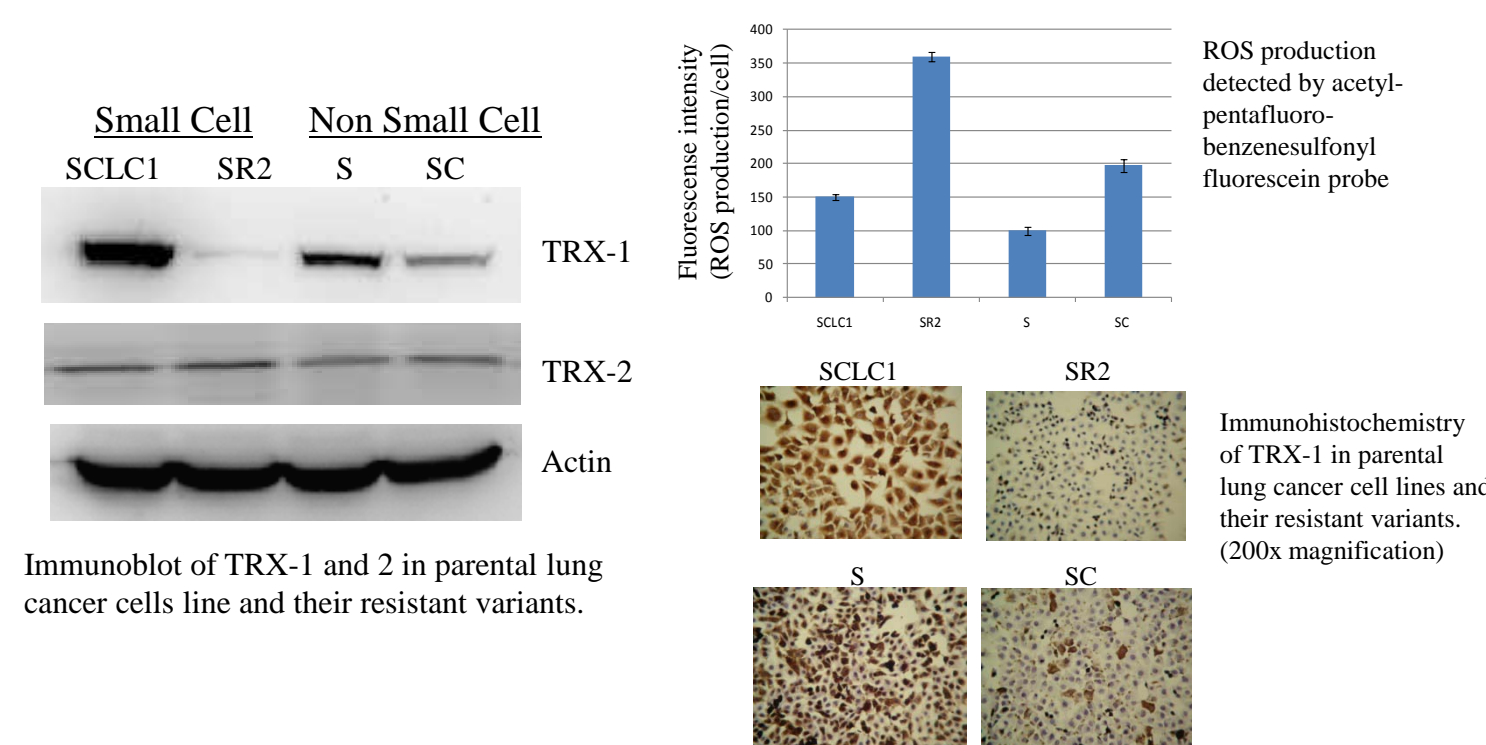 Small Cell
Non Small Cell
SCLC1
SR2
S
SC
TRX-1
TRX-2
Actin
Immunoblot of TRX-1 and 2 in parental lung
cancer cells line and their resistant variants.
Fluorescense intensity
(ROS production/cell)
400
350
300
250
200
150
100
50
0
SCLC1
SR2
S
SC
ROS production
detected by acetyl-
pentafluoro-
benzenesulfonyl
fluorescein probe
SCLC1
SR2
S
SC
Immunohistochemistry
of TRX-1 in parental
lung cancer cell lines and
their resistant variants.
(200x magnification)